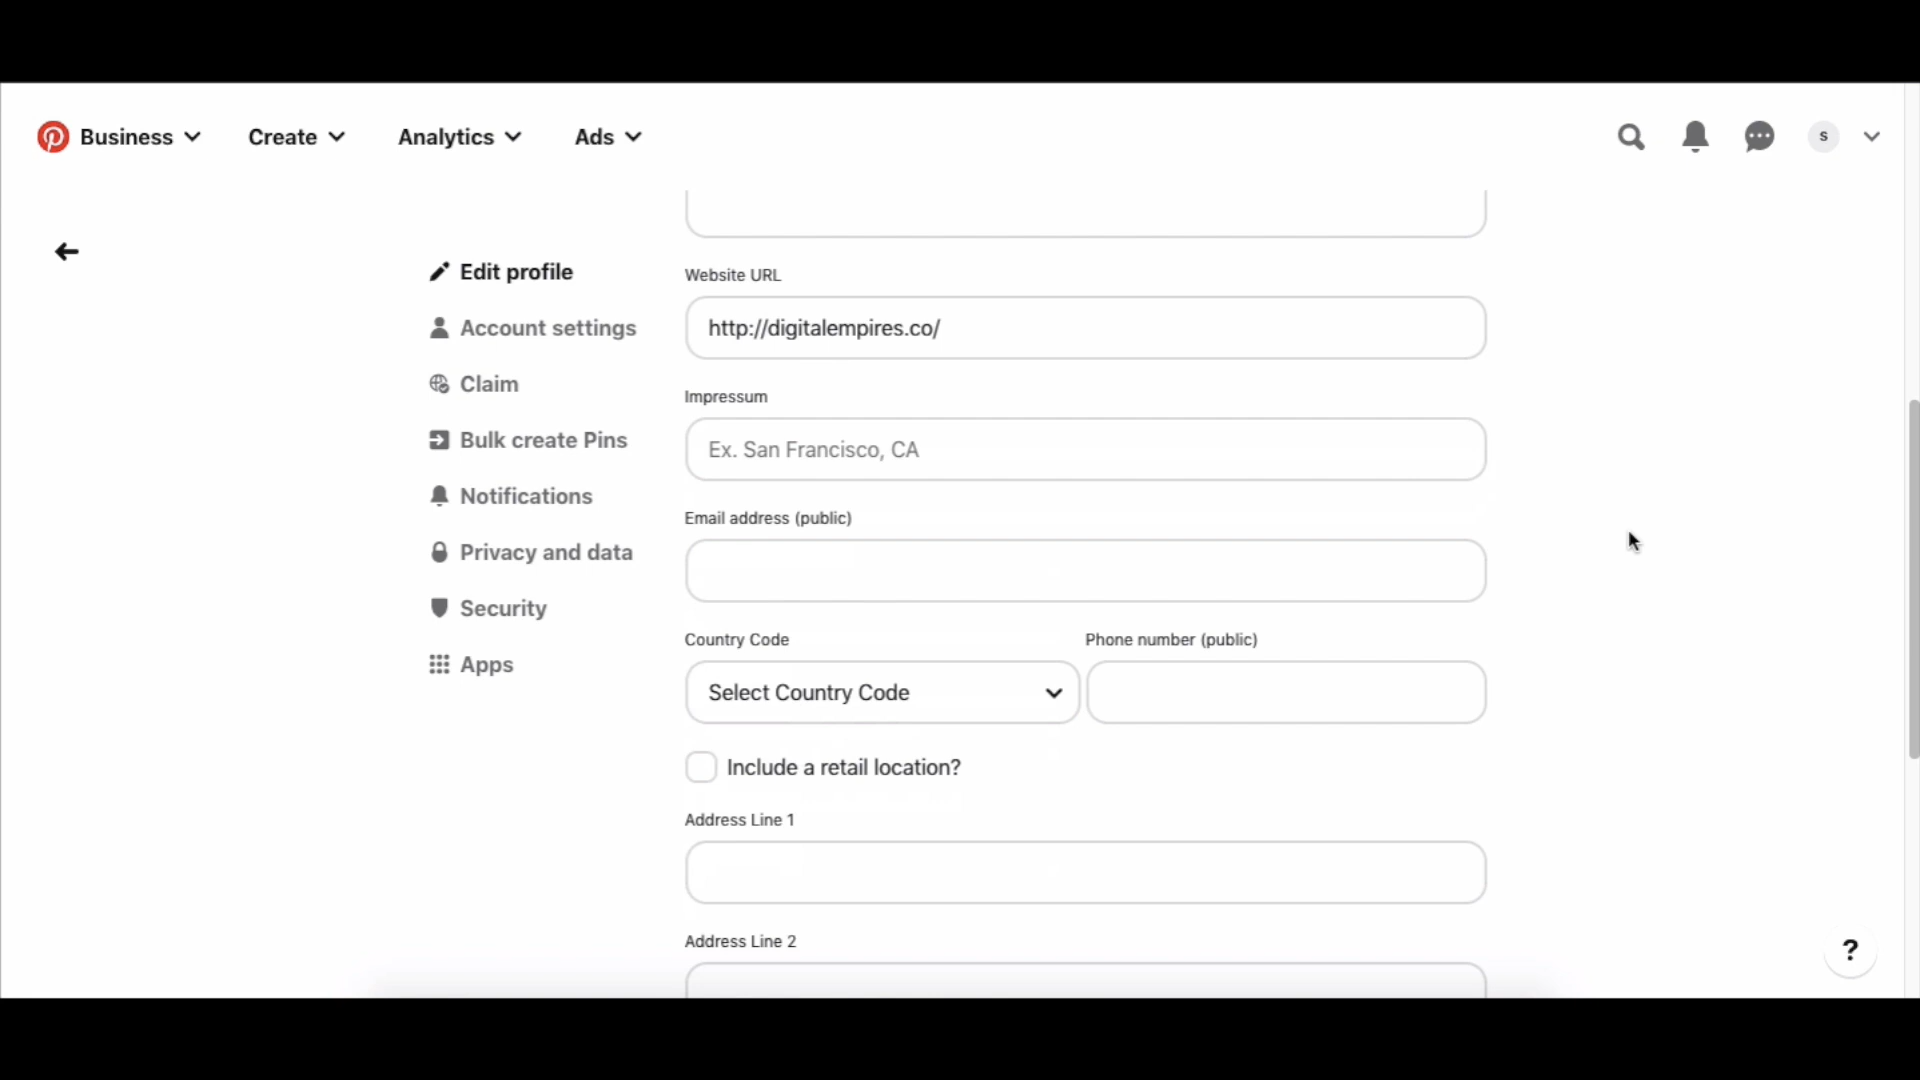 Business
Create
Analytics
Ads
S
Edit profile
Account settings
Claim
Bulk create Pins
Notifications
Privacy and data
Security
Apps
Website URL
http://digitalempires.co/
Impressum
Ex. San Francisco, CA
Email address (public)
Country Code
Phone number (public)
Select Country Code
Include a retail location?
Address Line 1
Address Line 2
?